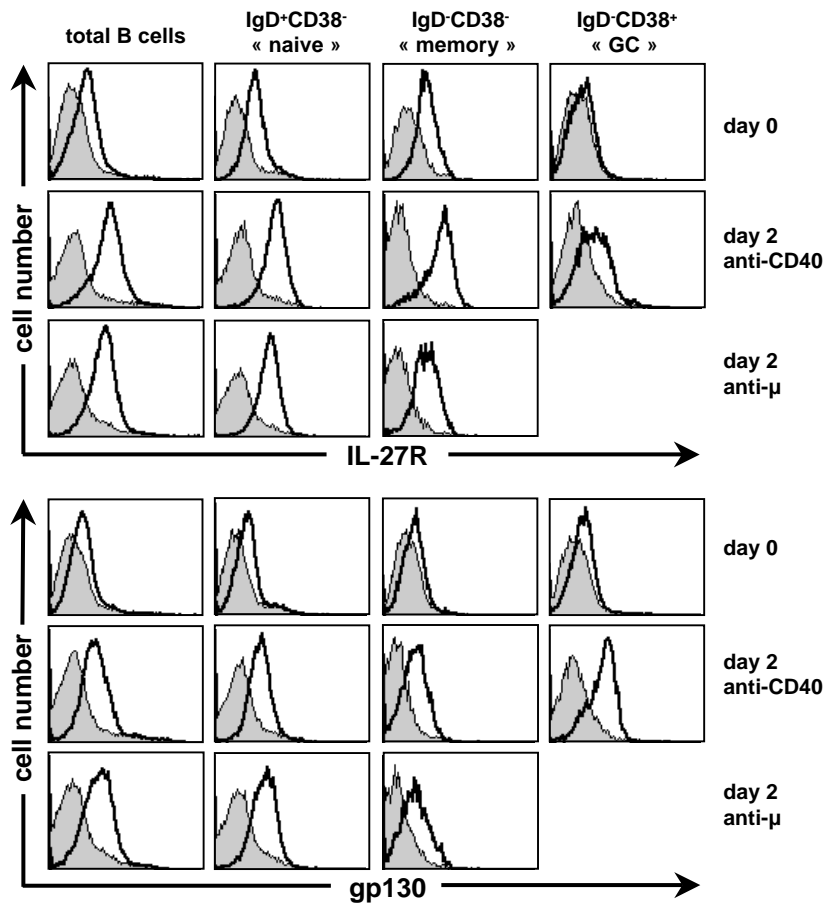 total B cells
IgD⁺CD38⁻
« naive »
IgD⁻CD38⁻
« memory »
IgD⁻CD38⁺
« GC »
cell number
day 0
day 2
anti-CD40
day 2
anti-μ
IL-27R
cell number
day 0
day 2
anti-CD40
day 2
anti-μ
gp130